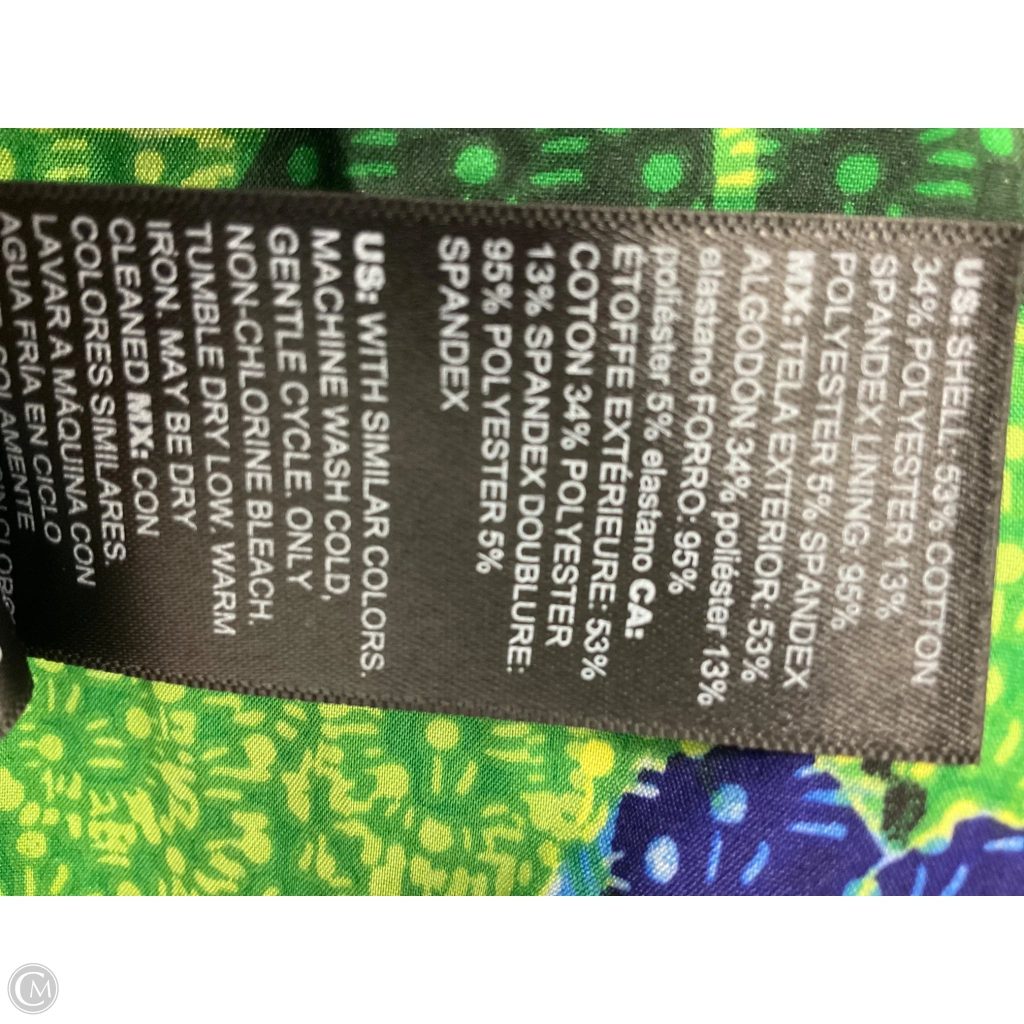 US: SHELL: 53% COTTON
34% POLYESTER 13%
SPANDEX LINING: 95%
POLYESTER 5% SPANDEX
MX: TELA EXTERIOR: 53%
ALGODÓN 34% poliéster 13%
elastano FORRO: 95%
poliéster 5% elastano CA:
ÉTOFFE EXTÉRIEURE: 53%
COTON 34% POLYESTER
13% SPANDEX DOUBLURE:
95% POLYESTER 5%
SPANDEX
US: WITH SIMILAR COLORS.
MACHINE WASH COLD,
GENTLE CYCLE. ONLY
NON-CHLORINE BLEACH.
TUMBLE DRY LOW. WARM
IRON. MAY BE DRY
CLEANED MX: CON
COLORES SIMILARES.
LAVAR A MÁQUINA CON
AGUA FRIA EN CICLO
CM